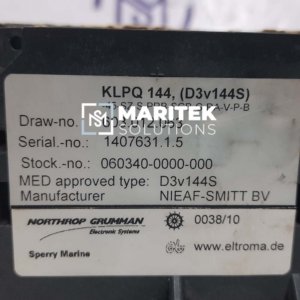 KLPQ 144, (D3v144S)
MARITEK
Draw-no.
Serial.-no.: 1407631.1.5
Stock.-no.: 060340-0000-000
MED approved type: D3v144S
Manufacturer NIEAF-SMITT BV
NORTHROP GRUMMAN
Electronic Systems
0038/10
Sperry Marine
www.eltroma.de